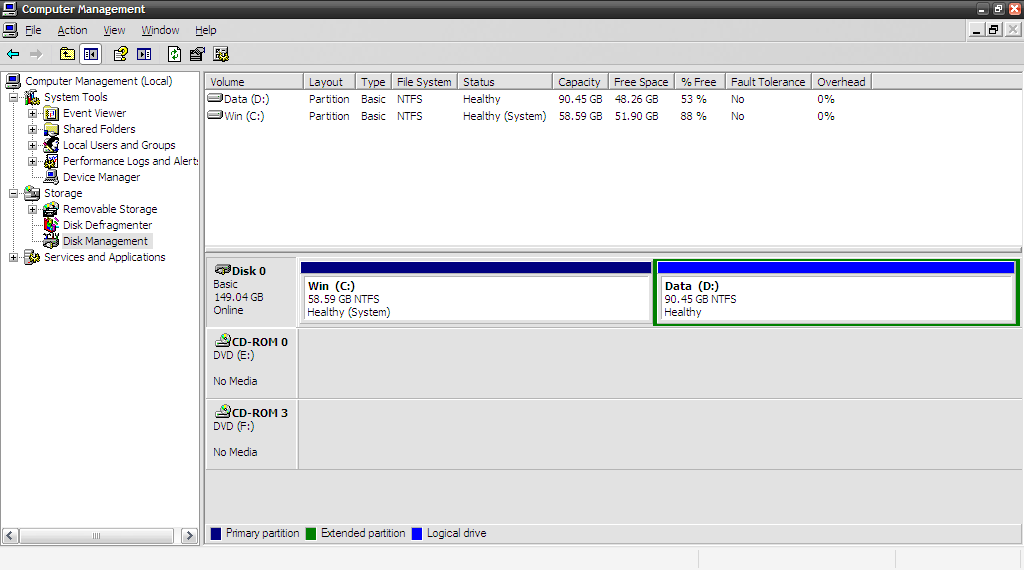 Computer Management
File Action View Window Help
Computer Management (Local)
System Tools
Event Viewer
Shared Folders
Local Users and Groups
Performance Logs and Alerts
Device Manager
Storage
Removable Storage
Disk Defragmenter
Disk Management
Services and Applications
Volume Layout Type File System Status Capacity Free Space % Free Fault Tolerance Overhead
Data (D:) Partition Basic NTFS Healthy 90.45 GB 48.26 GB 53 % No 0%
Win (C:) Partition Basic NTFS Healthy (System) 58.59 GB 51.90 GB 88 % No 0%
Disk 0
Basic
149.04 GB
Online
Win (C:)
58.59 GB NTFS
Healthy (System)
Data (D:)
90.45 GB NTFS
Healthy
CD-ROM 0
DVD (E:)
No Media
CD-ROM 3
DVD (F:)
No Media
Primary partition Extended partition Logical drive